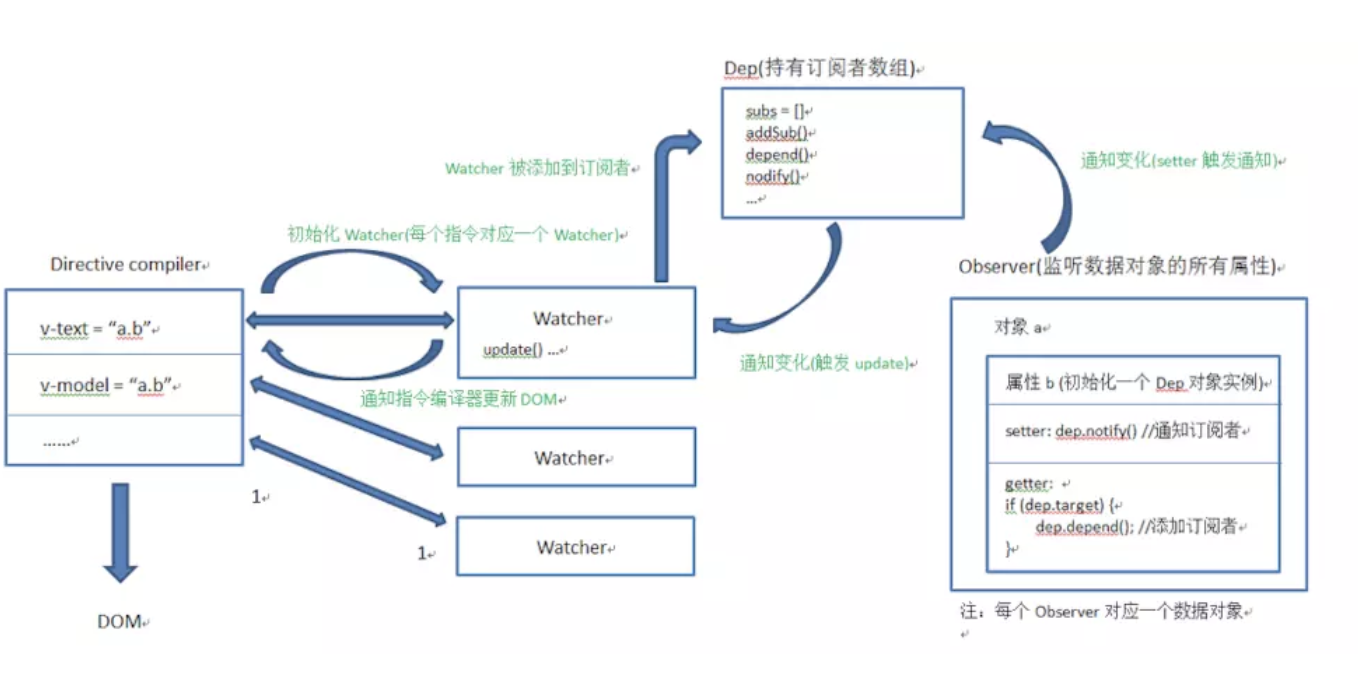 Dep(持有订阅者数组)
subs = []
addSub()
depend()
nodify()
...
Watcher 被添加到订阅者
通知变化(setter 触发通知)
初始化 Watcher(每个指令对应一个 Watcher)
Directive compiler
v-text = “a.b”
v-model = “a.b”
……
Watcher
update() ...
通知指令编译器更新 DOM
Watcher
Watcher
1
1
DOM
通知变化(触发 update)
Observer(监听数据对象的所有属性)
对象 a
属性 b (初始化一个 Dep 对象实例)
setter: dep.notify() //通知订阅者
getter:
if (dep.target) {
dep.depend(); //添加订阅者
}
注：每个 Observer 对应一个数据对象